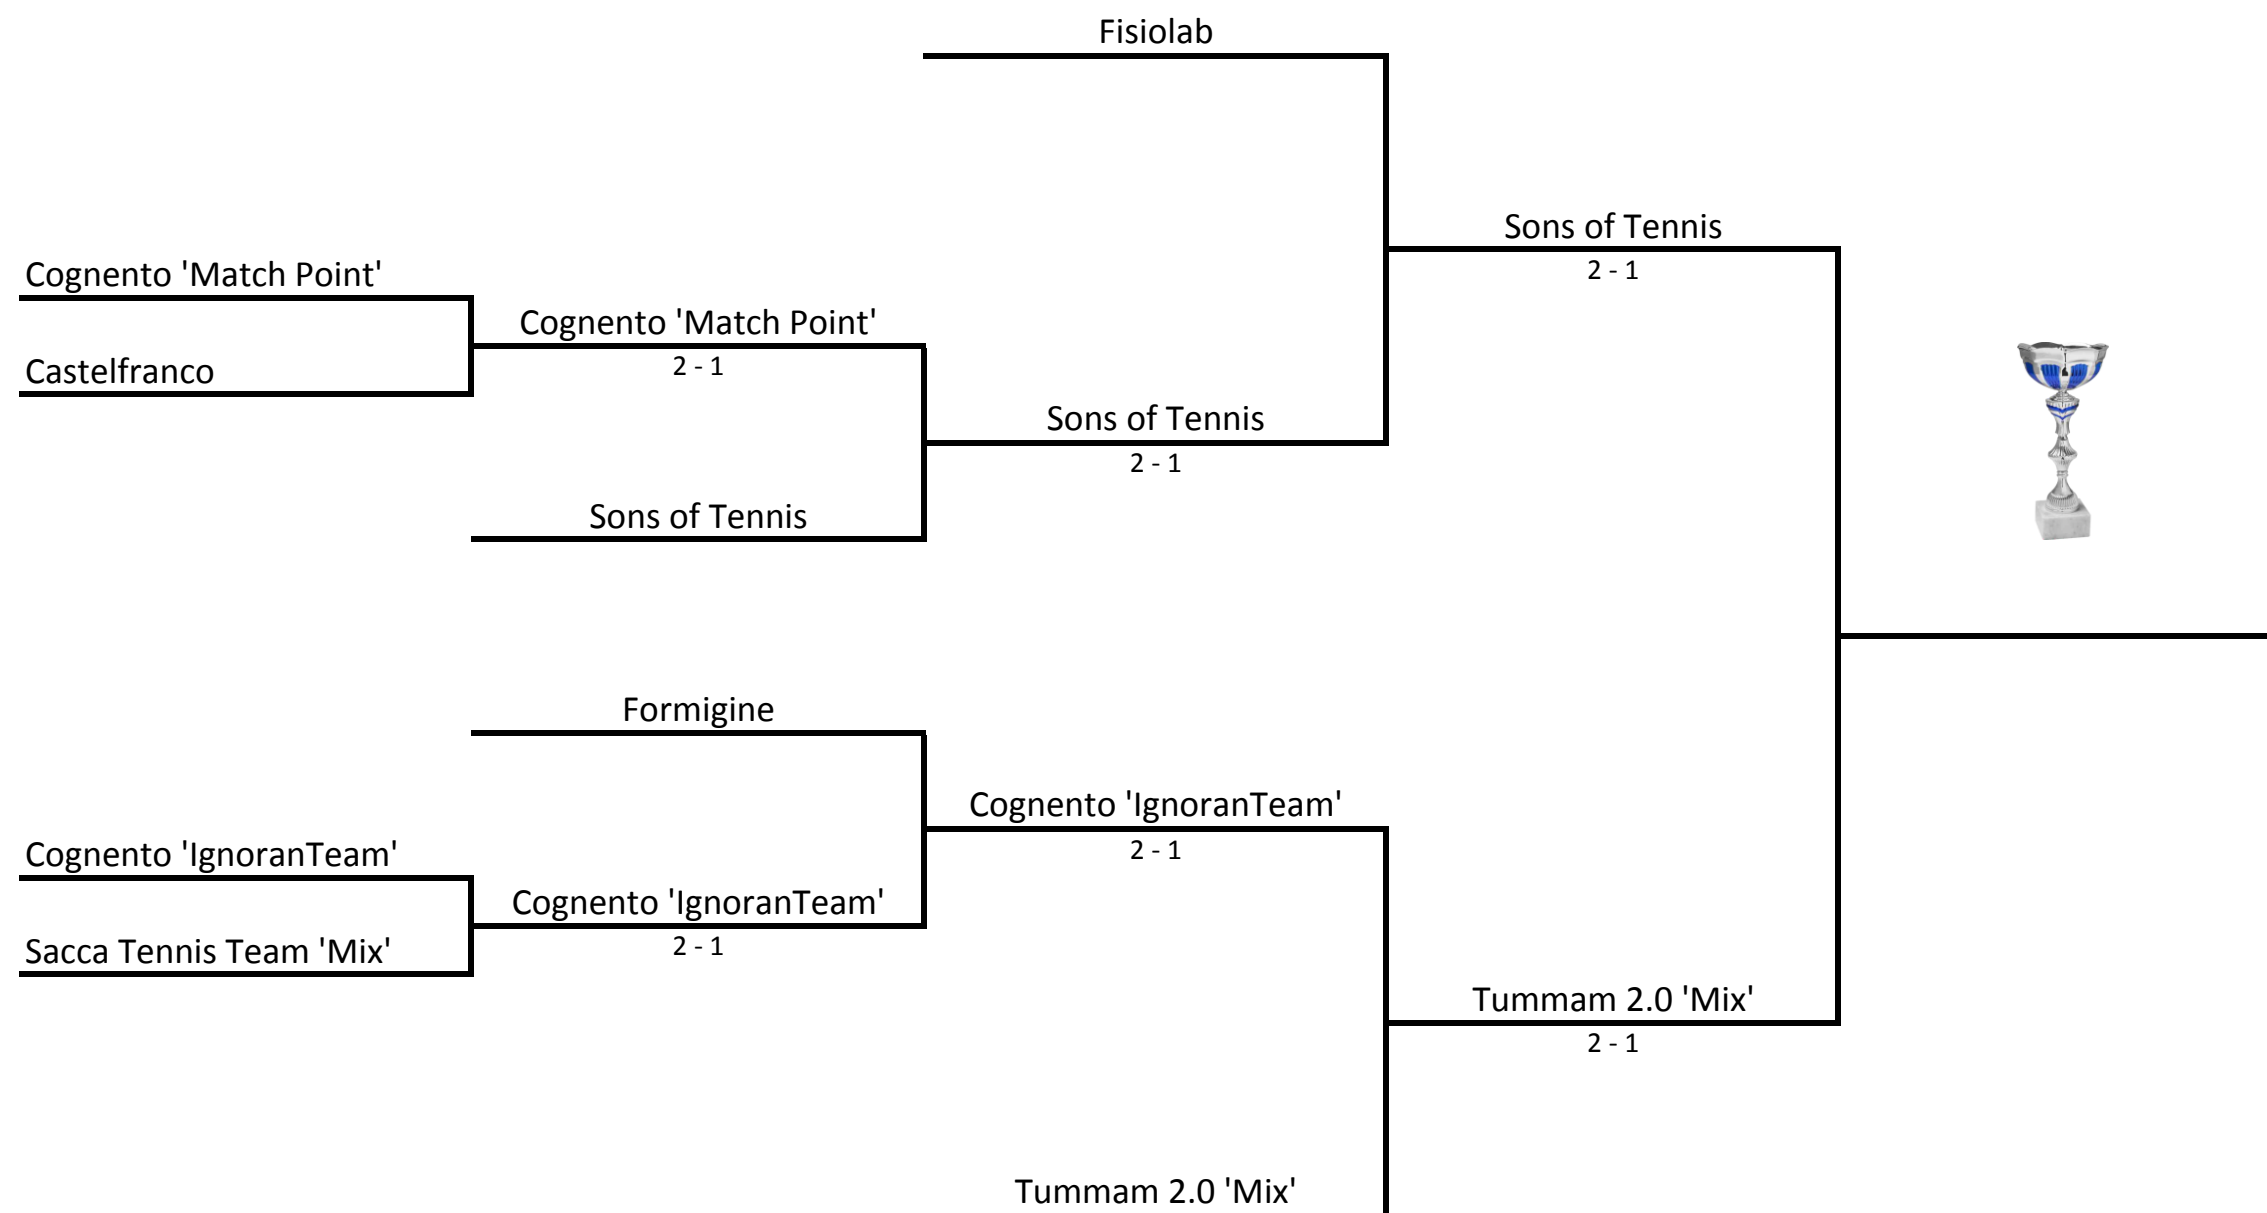 Fisiolab
Sons of Tennis
2 - 1
Cognento 'Match Point'
Cognento 'Match Point'
2 - 1
Castelfranco
Sons of Tennis
2 - 1
Sons of Tennis
Formigine
Cognento 'IgnoranTeam'
2 - 1
Cognento 'IgnoranTeam'
Cognento 'IgnoranTeam'
2 - 1
Sacca Tennis Team 'Mix'
Tummam 2.0 'Mix'
2 - 1
Tummam 2.0 'Mix'